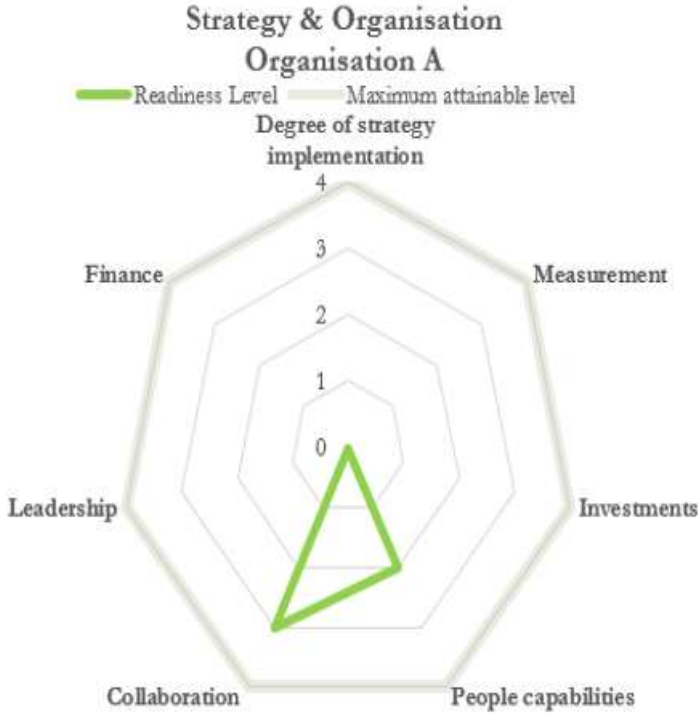 Strategy & Organisation
Organisation A
Readiness Level Maximum attainable level
Degree of strategy
implementation
4
3
Finance Measurement
2
1
0
Leadership Investments
Collaboration People capabilities